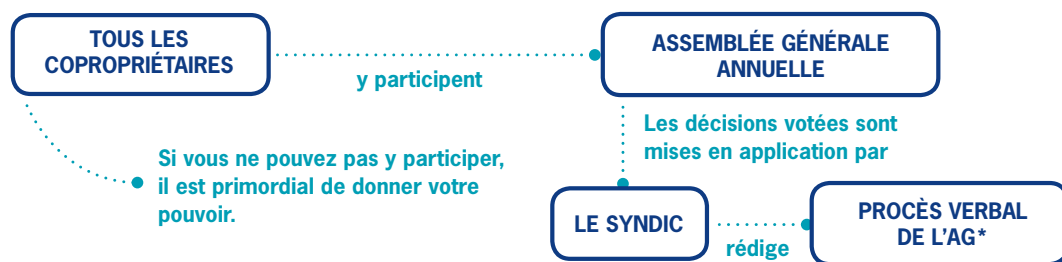 TOUS LES
COPROPRIÉTAIRES
y participent
ASSEMBLÉE GÉNÉRALE
ANNUELLE
Si vous ne pouvez pas y participer,
il est primordial de donner votre
pouvoir.
Les décisions votées sont
mises en application par
LE SYNDIC
rédige
PROCÈS VERBAL
DE L’AG*